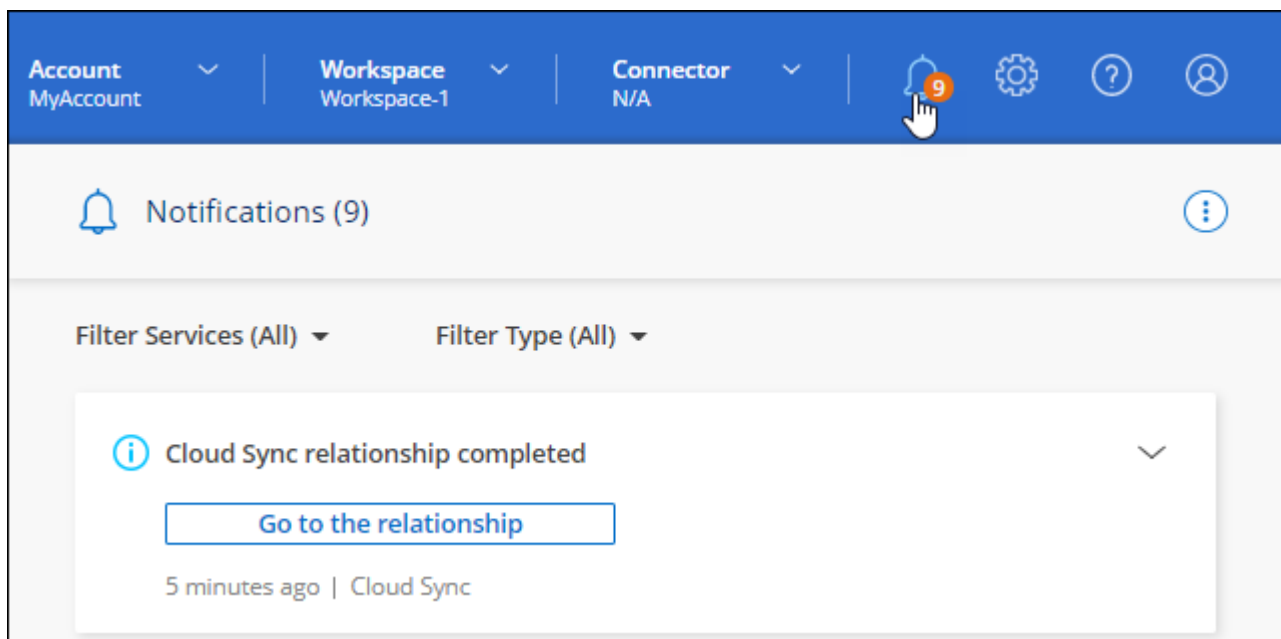 Account
MyAccount
Workspace
Workspace-1
Connector
N/A
9
?
Notifications (9)
Filter Services (All)
Filter Type (All)
Cloud Sync relationship completed
Go to the relationship
5 minutes ago | Cloud Sync